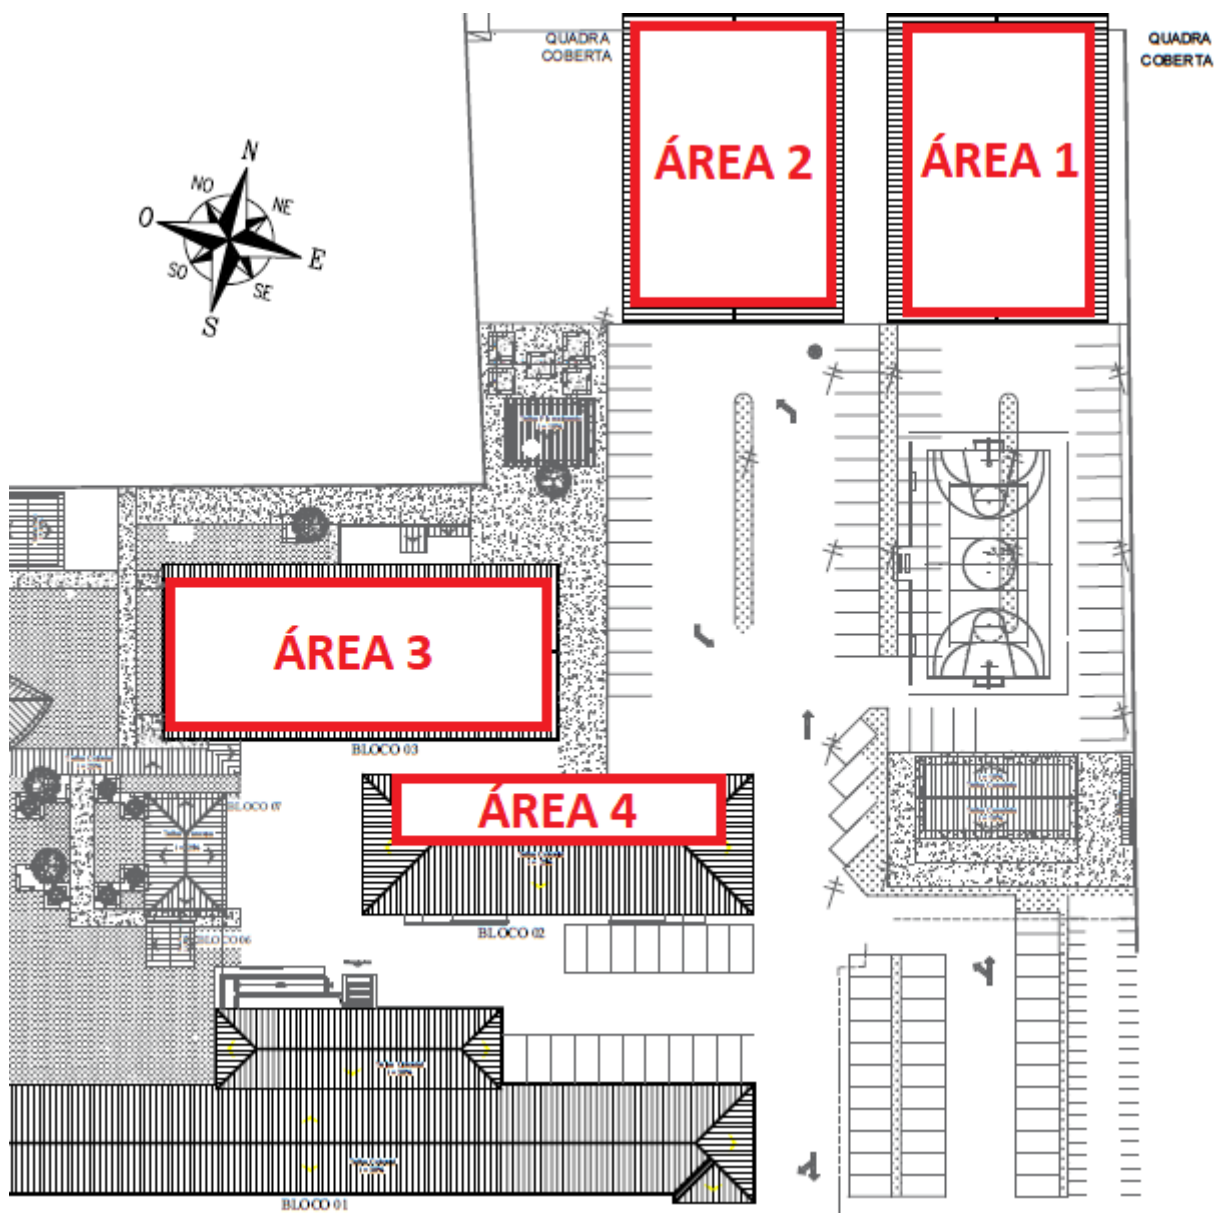 QUADRA
COBERTA
QUADRA
COBERTA
ÁREA 2
ÁREA 1
N
NO
NE
O
E
SO
SE
S
ÁREA 3
BLOCO 03
ÁREA 4
BLOCO 07
BLOCO 02
BLOCO 06
BLOCO 01